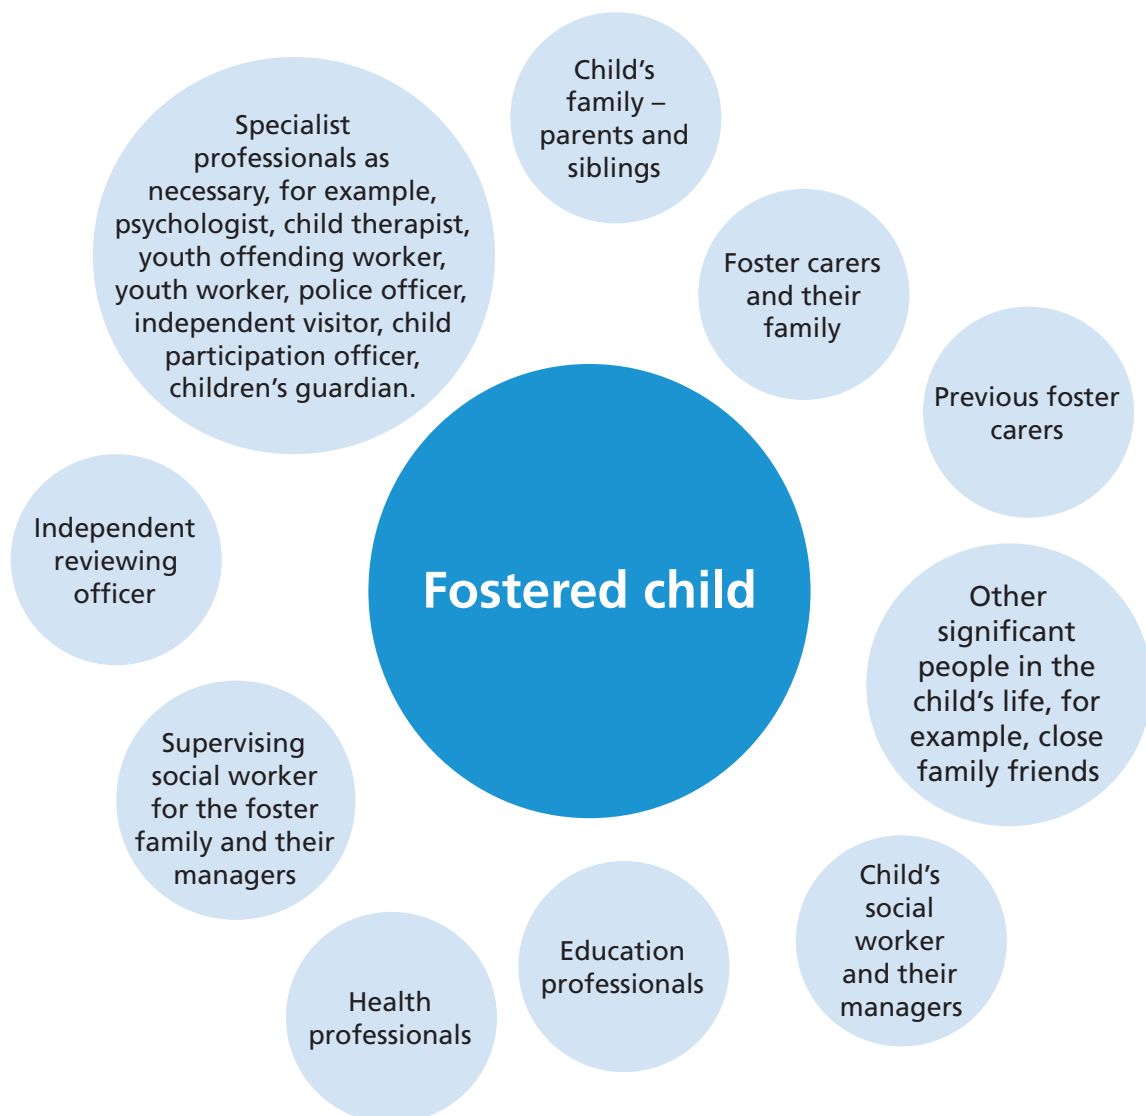 Child’s
family –
parents and
siblings
Specialist
professionals as
necessary, for example,
psychologist, child therapist,
youth offending worker,
youth worker, police officer,
independent visitor, child
participation officer,
children’s guardian.
Foster carers
and their
family
Previous foster
carers
Independent
reviewing
officer
Fostered child
Other
significant
people in the
child’s life, for
example, close
family friends
Supervising
social worker
for the foster
family and their
managers
Child’s
social
worker
and their
managers
Education
professionals
Health
professionals